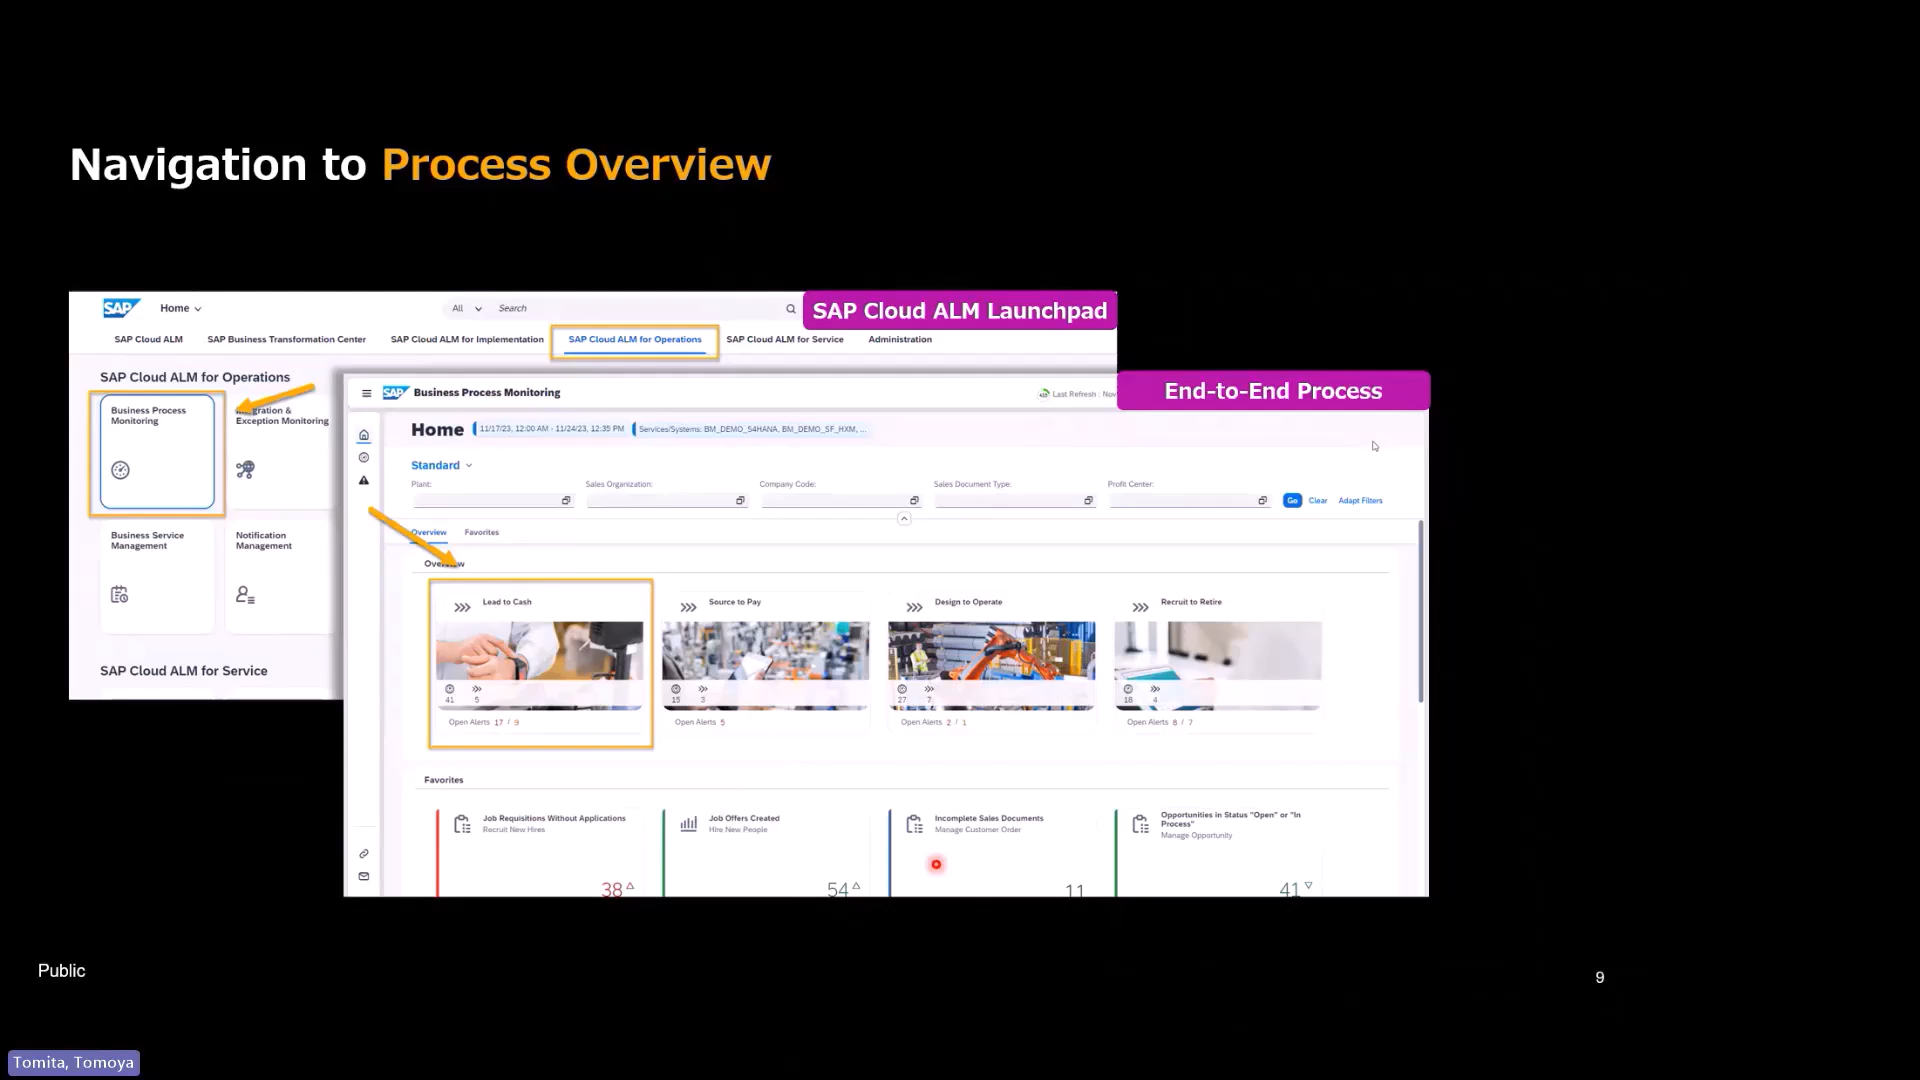 Navigation to Process Overview
SAP Home All Search
SAP Cloud ALM Launchpad
SAP Cloud ALM SAP Business Transformation Center SAP Cloud ALM for Implementation SAP Cloud ALM for Operations SAP Cloud ALM for Service Administration
SAP Cloud ALM for Operations
Business Process
Monitoring
Exception Monitoring
Business Service
Management
Notification
Management
SAP Cloud ALM for Service
SAP Business Process Monitoring
Last Refresh : Nov
End-to-End Process
Home 11/17/23, 12:00 AM - 11/24/23, 12:35 PM Services/Systems: BM_DEMO_S4HANA, BM_DEMO_SF_HXM, ...
Standard
Plant: Sales Organization: Company Code: Sales Document Type: Profit Center:
Go Clear Adapt Filters
Overview Favorites
Overview
Lead to Cash Source to Pay Design to Operate Recruit to Retire
41 5 15 3 27 7 18 4
Open Alerts 17 / 9 Open Alerts 5 Open Alerts 2 / 1 Open Alerts 8 / 7
Favorites
Job Requisitions Without Applications
Recruit New Hires
38
Job Offers Created
Hire New People
54
Incomplete Sales Documents
Manage Customer Order
11
Opportunities in Status "Open" or "In
Process"
Manage Opportunity
41
Public
9
Tomita, Tomoya